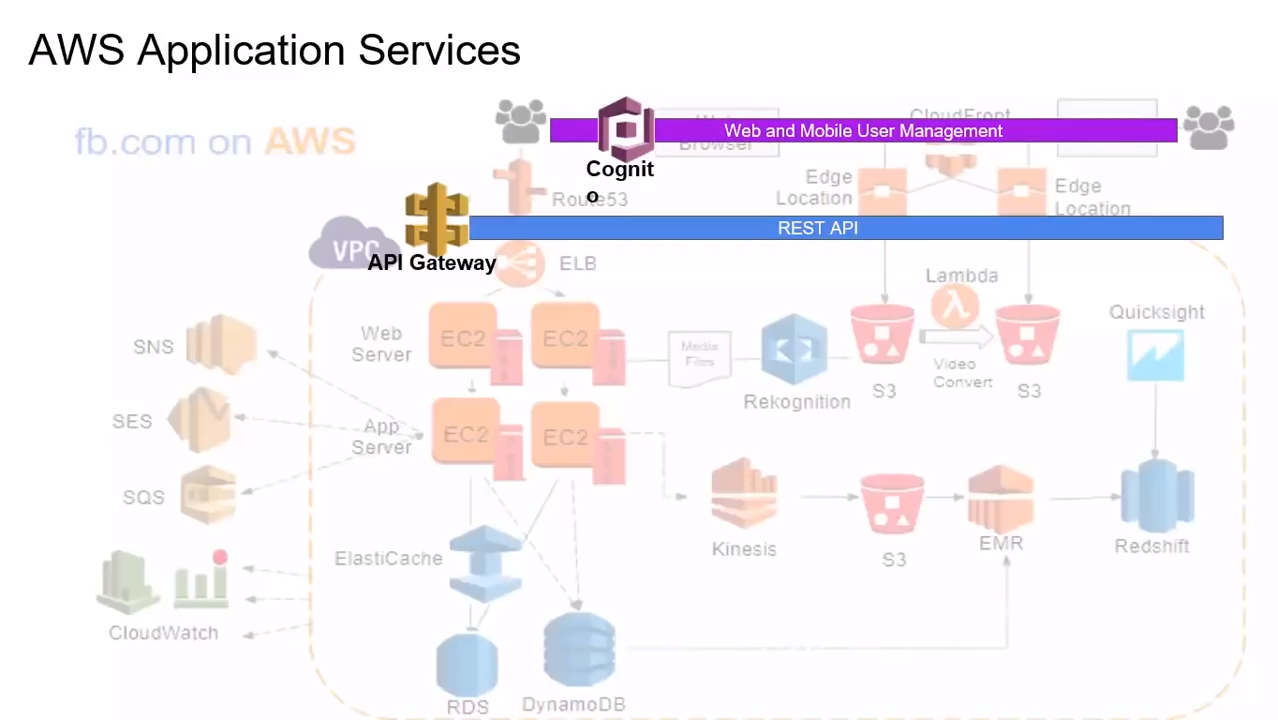 AWS Application Services
fb.com on AWS
Web and Mobile User Management
CloudFront
Browser
Cognit
o
Route53
Edge
Location
Edge
Location
REST API
VPC
API Gateway
ELB
Lambda
Quicksight
SNS
Web
Server
EC2
EC2
Media
Files
Rekognition
S3
Video
Convert
S3
SES
App
Server
EC2
EC2
SQS
Kinesis
S3
EMR
Redshift
ElastiCache
CloudWatch
RDS
DynamoDB